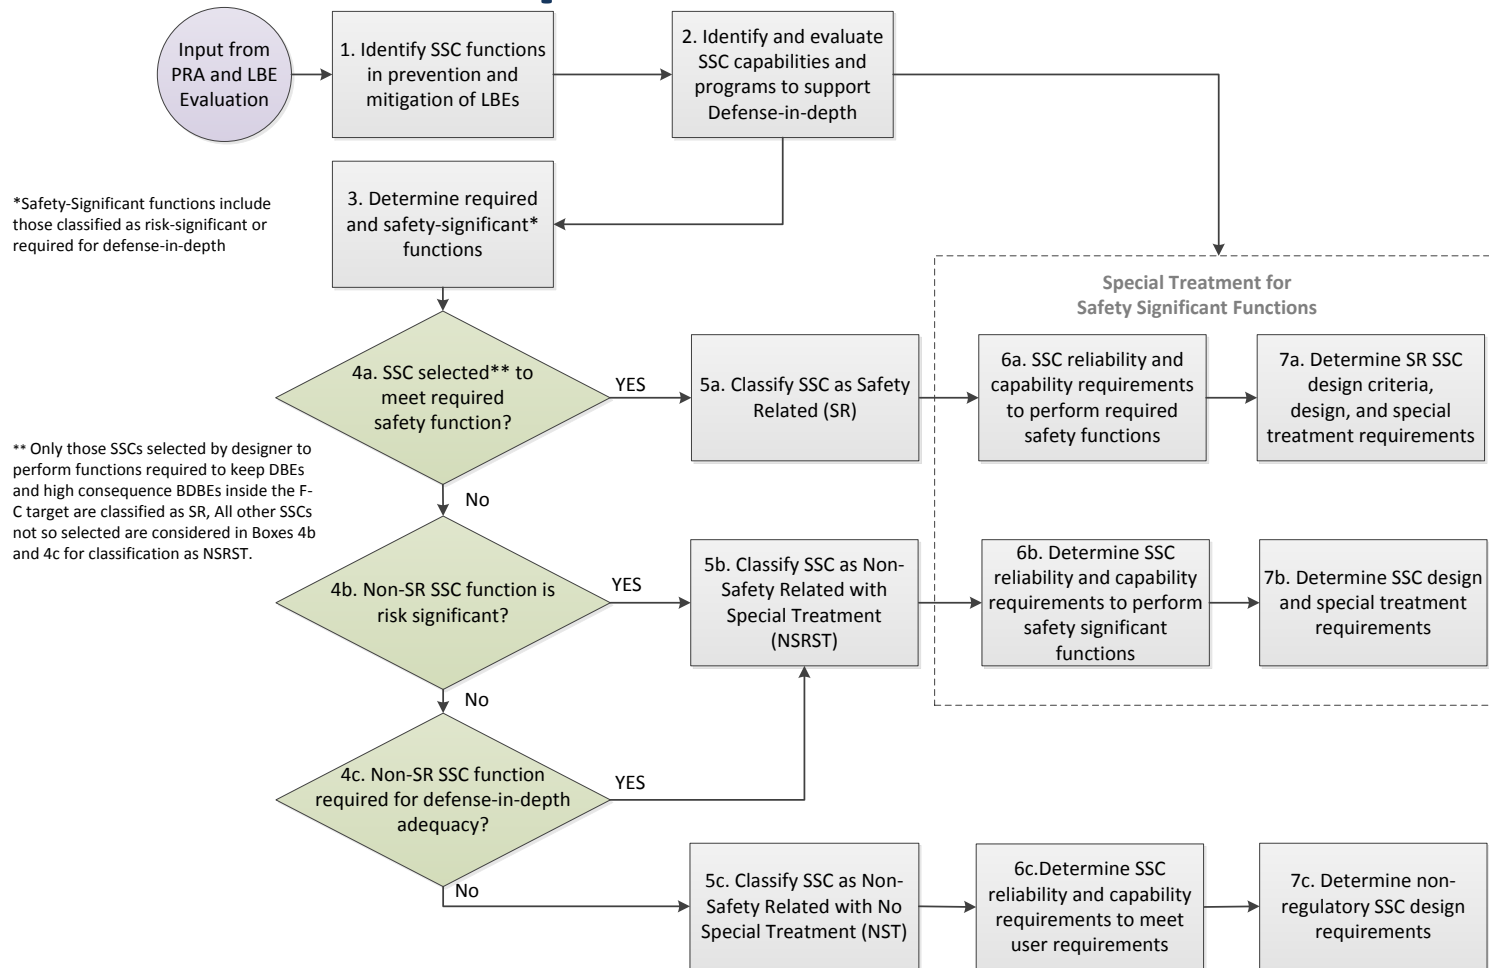 Input from
PRA and LBE
Evaluation
1. Identify SSC functions
in prevention and
mitigation of LBEs
2. Identify and evaluate
SSC capabilities and
programs to support
Defense-in-depth
*Safety-Significant functions include
those classified as risk-significant or
required for defense-in-depth
3. Determine required
and safety-significant*
functions
Special Treatment for
Safety Significant Functions
4a. SSC selected** to
meet required
safety function?
YES
5a. Classify SSC as Safety
Related (SR)
6a. SSC reliability and
capability requirements
to perform required
safety functions
7a. Determine SR SSC
design criteria,
design, and special
treatment requirements
** Only those SSCs selected by designer to
perform functions required to keep DBEs
and high consequence BDBEs inside the F-
C target are classified as SR, All other SSCs
not so selected are considered in Boxes 4b
and 4c for classification as NSRST.
No
4b. Non-SR SSC function is
risk significant?
YES
5b. Classify SSC as Non-
Safety Related with
Special Treatment
(NSRST)
6b. Determine SSC
reliability and capability
requirements to perform
safety significant
functions
7b. Determine SSC design
and special treatment
requirements
No
4c. Non-SR SSC function
required for defense-in-depth
adequacy?
YES
No
5c. Classify SSC as Non-
Safety Related with No
Special Treatment (NST)
6c.Determine SSC
reliability and capability
requirements to meet
user requirements
7c. Determine non-
regulatory SSC design
requirements